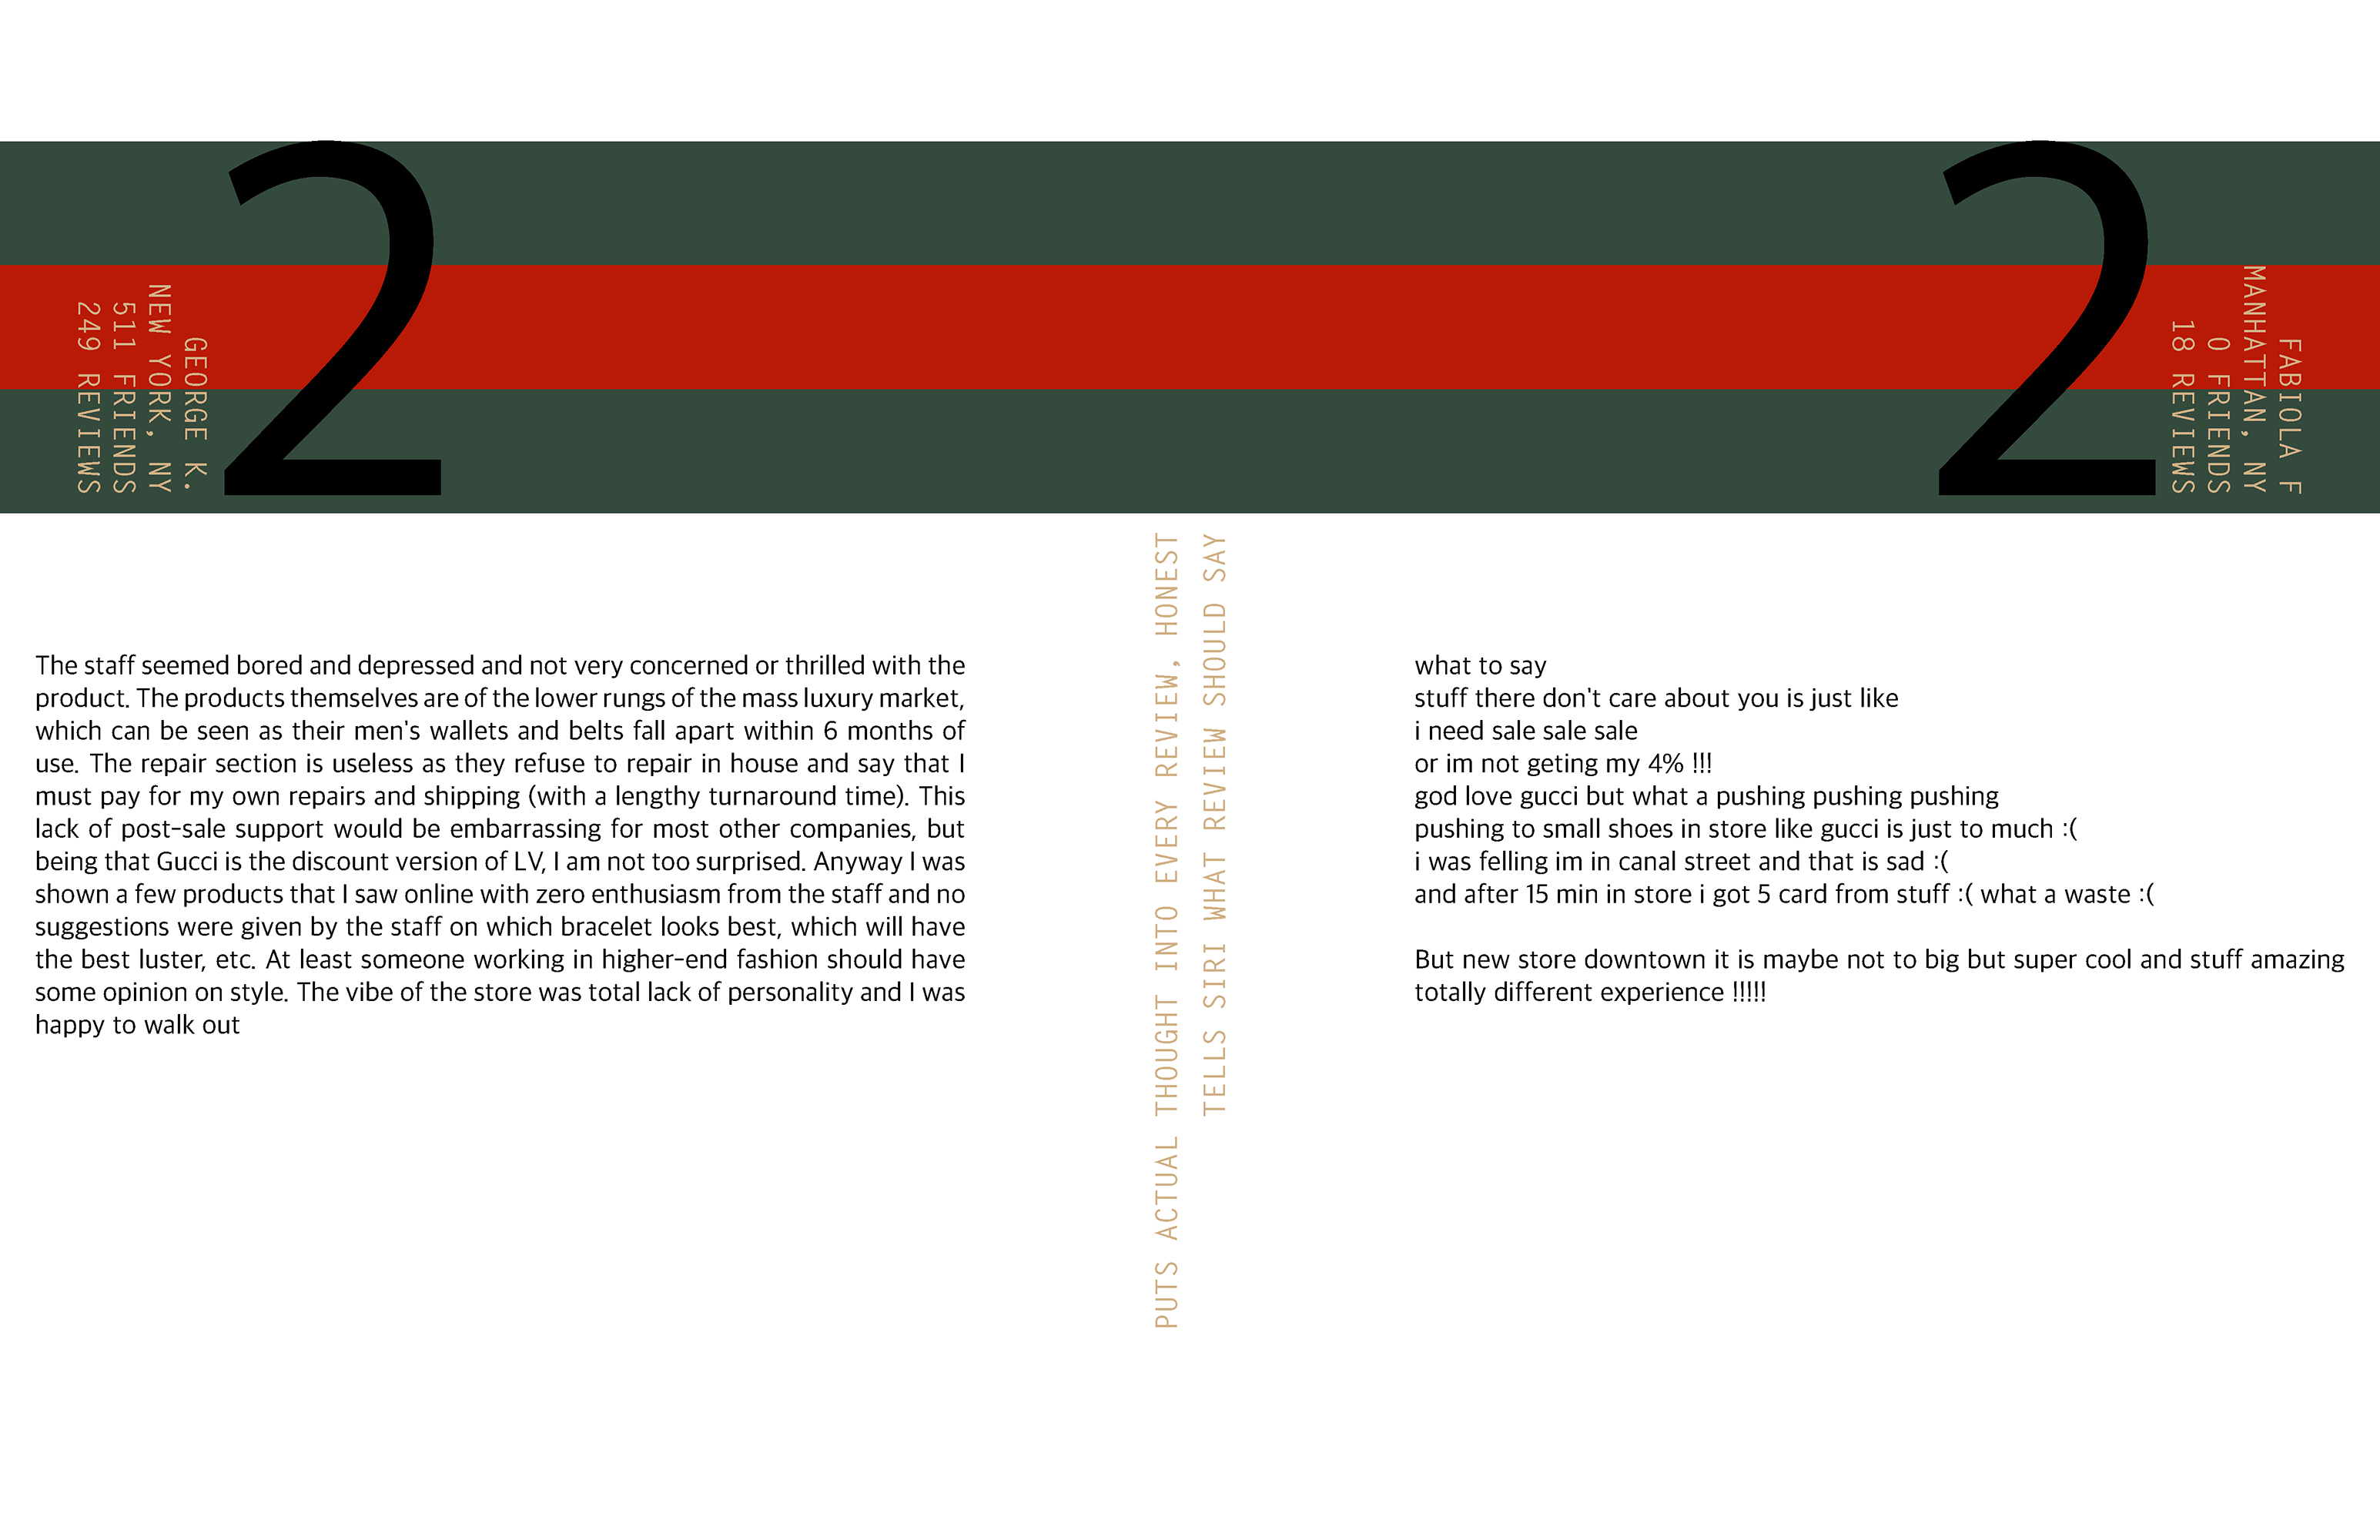 2
GEORGE K.
NEW YORK, NY
511 FRIENDS
249 REVIEWS
The staff seemed bored and depressed and not very concerned or thrilled with the
product. The products themselves are of the lower rungs of the mass luxury market,
which can be seen as their men's wallets and belts fall apart within 6 months of
use. The repair section is useless as they refuse to repair in house and say that I
must pay for my own repairs and shipping (with a lengthy turnaround time). This
lack of post-sale support would be embarrassing for most other companies, but
being that Gucci is the discount version of LV, I am not too surprised. Anyway I was
shown a few products that I saw online with zero enthusiasm from the staff and no
suggestions were given by the staff on which bracelet looks best, which will have
the best luster, etc. At least someone working in higher-end fashion should have
some opinion on style. The vibe of the store was total lack of personality and I was
happy to walk out
PUTS ACTUAL THOUGHT INTO EVERY REVIEW, HONEST
TELLS SIRI WHAT REVIEW SHOULD SAY
2
FABIOLA F
MANHATTAN, NY
0 FRIENDS
18 REVIEWS
what to say
stuff there don't care about you is just like
i need sale sale sale
or im not geting my 4% !!!
god love gucci but what a pushing pushing pushing
pushing to small shoes in store like gucci is just to much :(
i was felling im in canal street and that is sad :(
and after 15 min in store i got 5 card from stuff :( what a waste :(
But new store downtown it is maybe not to big but super cool and stuff amazing
totally different experience !!!!!